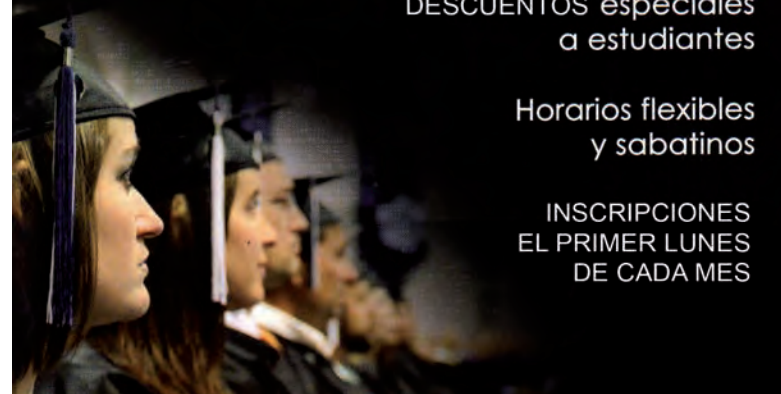 DESCUENTOS especiales
a estudiantes
Horarios flexibles
y sabatinos
INSCRIPCIONES
EL PRIMER LUNES
DE CADA MES